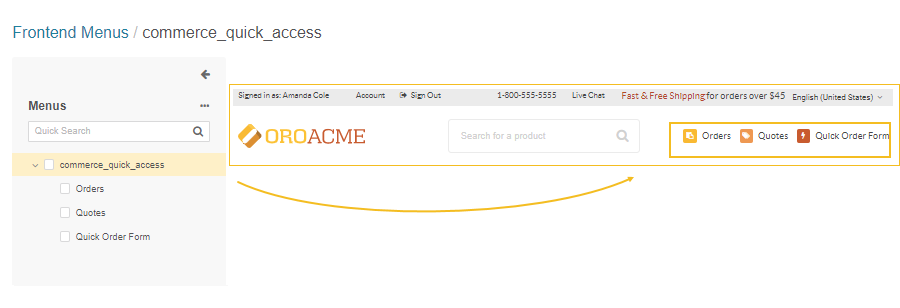 Frontend Menus / commerce_quick_access
Menus
Quick Search
commerce_quick_access
Orders
Quotes
Quick Order Form
Signed in as: Amanda Cole Account Sign Out 1-800-555-5555 Live Chat Fast & Free Shipping for orders over $45 English (United States)
OROACME Search for a product Orders Quotes Quick Order Form